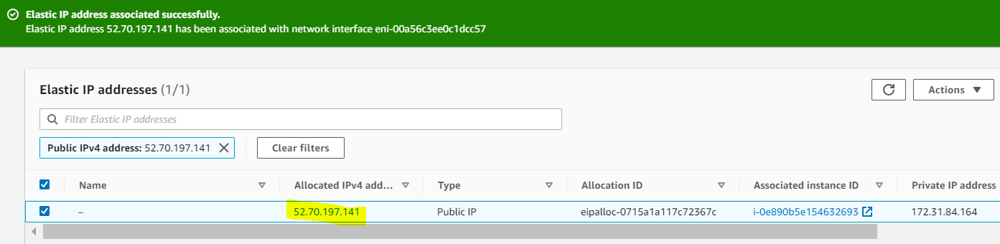 Elastic IP address associated successfully.
Elastic IP address 52.70.197.141 has been associated with network interface eni-00a56c3ee0c1dcc57
Elastic IP addresses (1/1)
Actions
Filter Elastic IP addresses
Public IPv4 address: 52.70.197.141
Clear filters
Name Allocated IPv4 add... Type Allocation ID Associated instance ID Private IP address
– 52.70.197.141 Public IP eipalloc-0715a1a117c72367c i-0e890b5e154632693 172.31.84.164